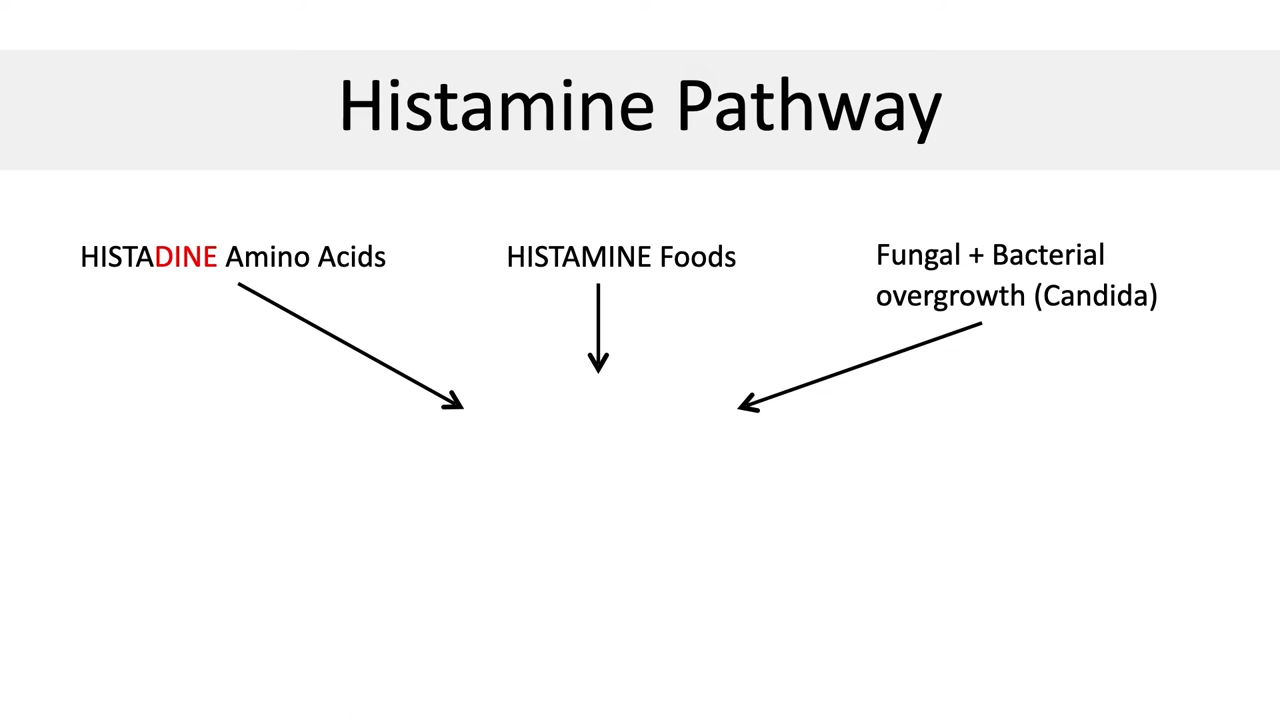 Histamine Pathway
HISTADINE Amino Acids
HISTAMINE Foods
Fungal + Bacterial
overgrowth (Candida)